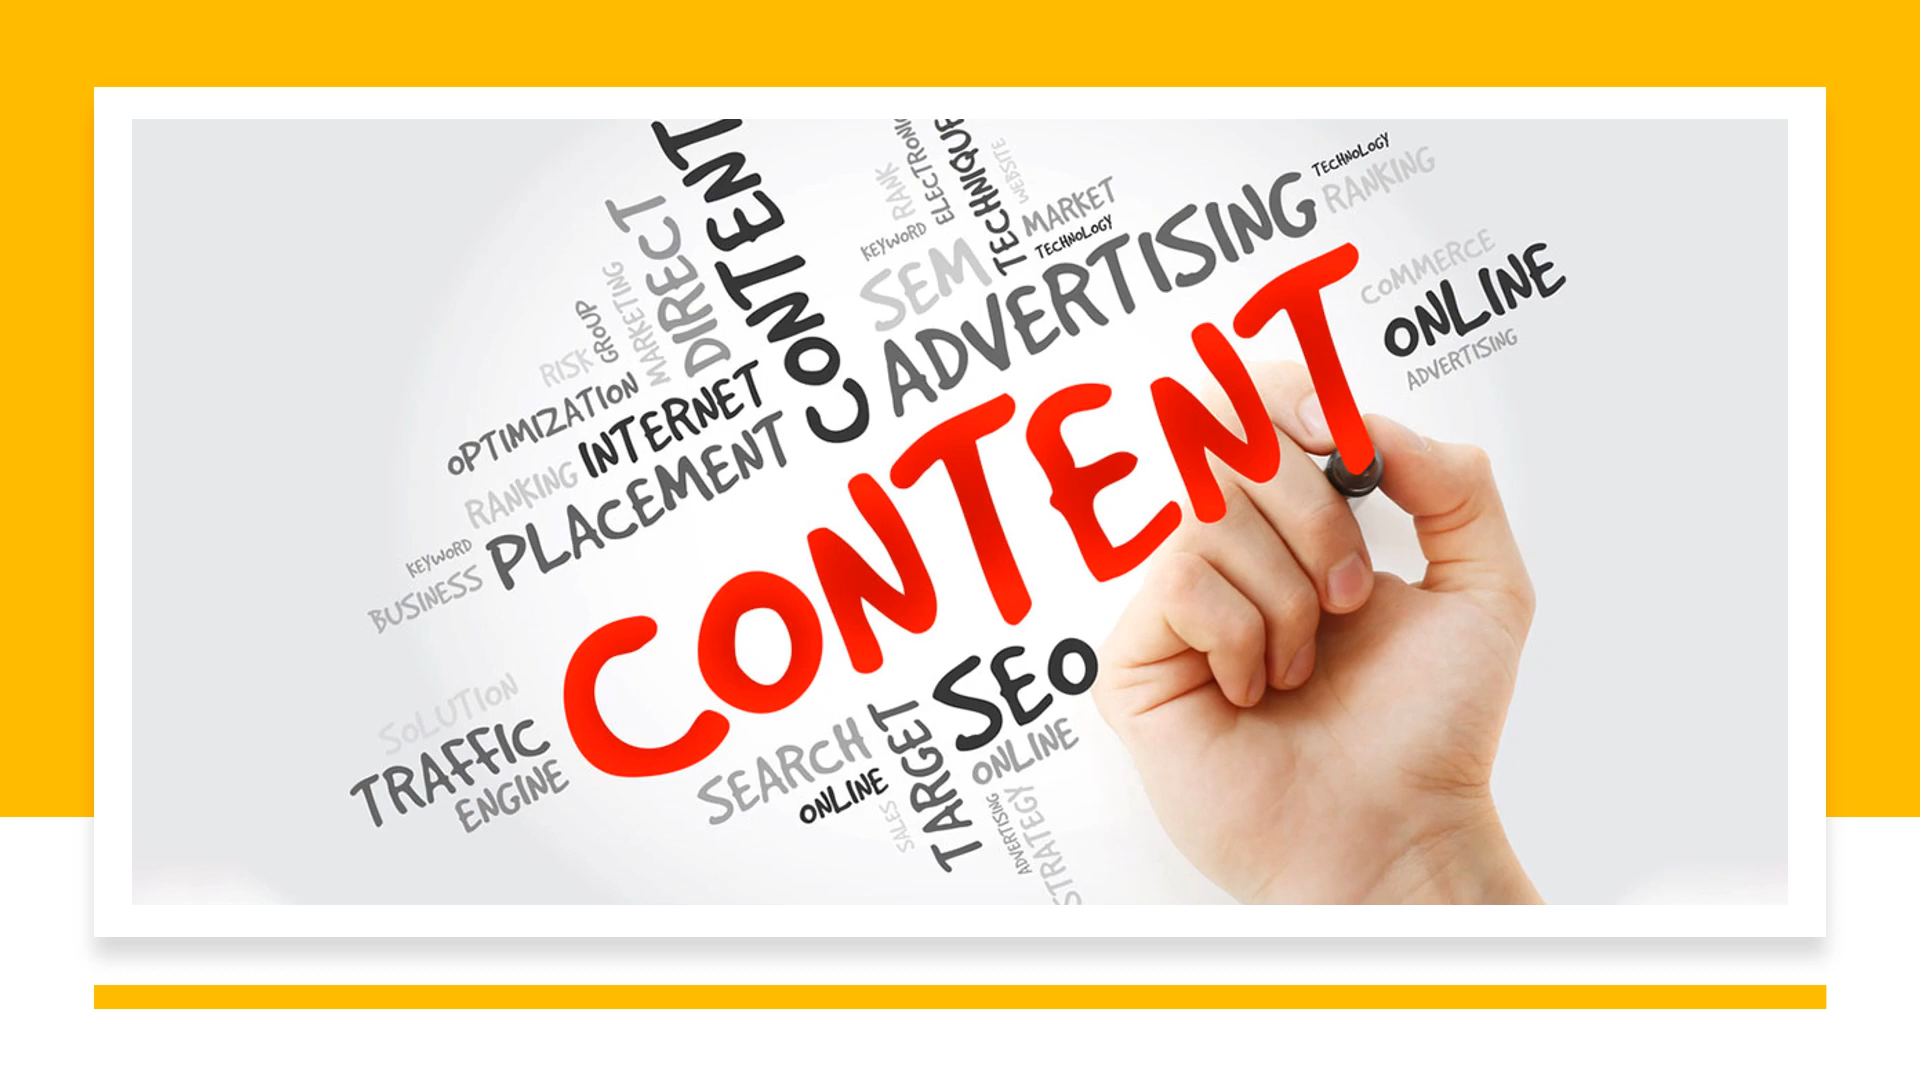 CONTENT
DIRECT
MARKETING
GROUP
RISK
OPTIMIZATION
INTERNET
RANKING
PLACEMENT
KEYWORD
BUSINESS
RANK
ELECTRONIC
TECHNIQUE
WEBSITE
KEYWORD
MARKET
TECHNOLOGY
SEM
ADVERTISING
TECHNOLOGY
RANKING
COMMERCE
ONLINE
ADVERTISING
CONTENT
SOLUTION
TRAFFIC
ENGINE
SEARCH
ONLINE
SALES
TARGET
SEO
ONLINE
ADVERTISING
STRATEGY